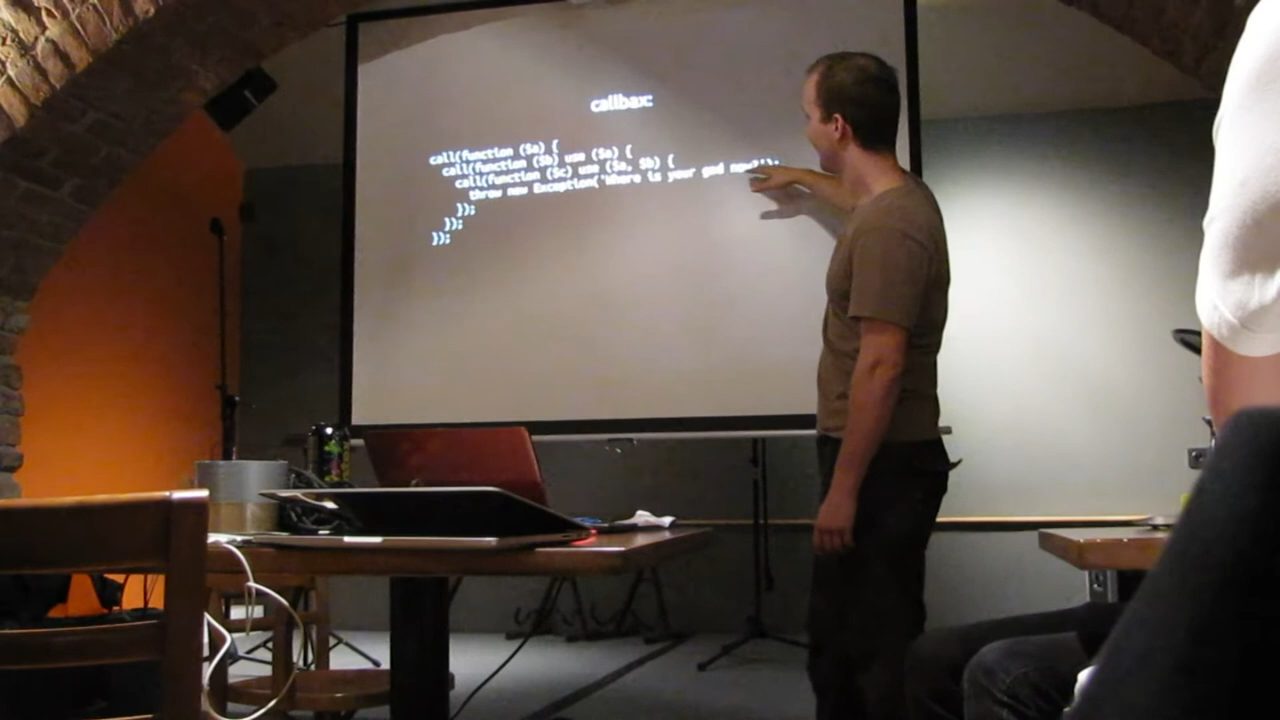 callbax:
call(function ($a) {
call(function ($b) use ($a) {
call(function ($c) use ($a, $b) {
throw new Exception('Where is your god now?');
});
});
});